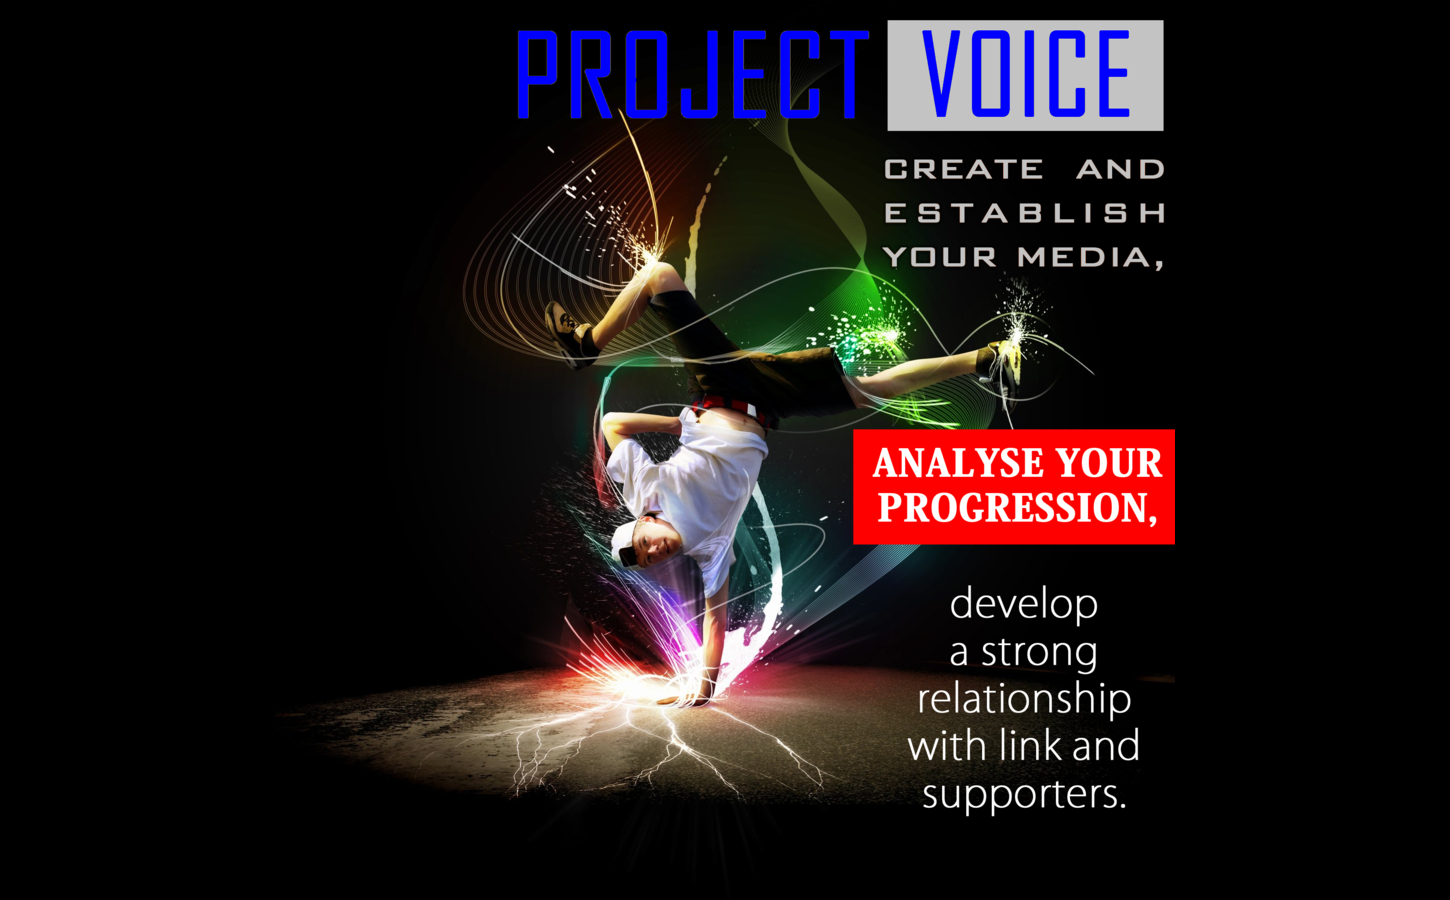 PROJECT VOICE
CREATE AND
ESTABLISH
YOUR MEDIA,
ANALYSE YOUR
PROGRESSION,
develop
a strong
relationship
with link and
supporters.